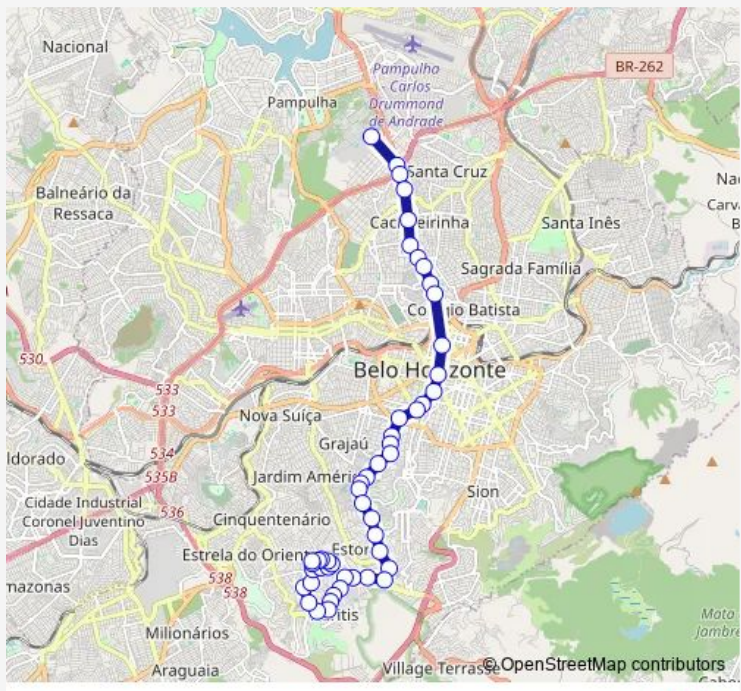 Nacional
BR-262
Pampulha
Carlos
Drummond
de Andrade
Pampulha
Santa Cruz
Balneário da
Ressaca
Santa Inês
Sagrada Família
Batista
530
Belo Horizonte
533
533
Nova Suíça
Grajaú
534
535B
Jardim
Sion
536
Cidade Industrial
Coronel Juventino
Dias
Cinquentenário
Estrela do
538
538
Milionários
Mata
Araguaia
Village Terrasse
© OpenStreetMap contributors